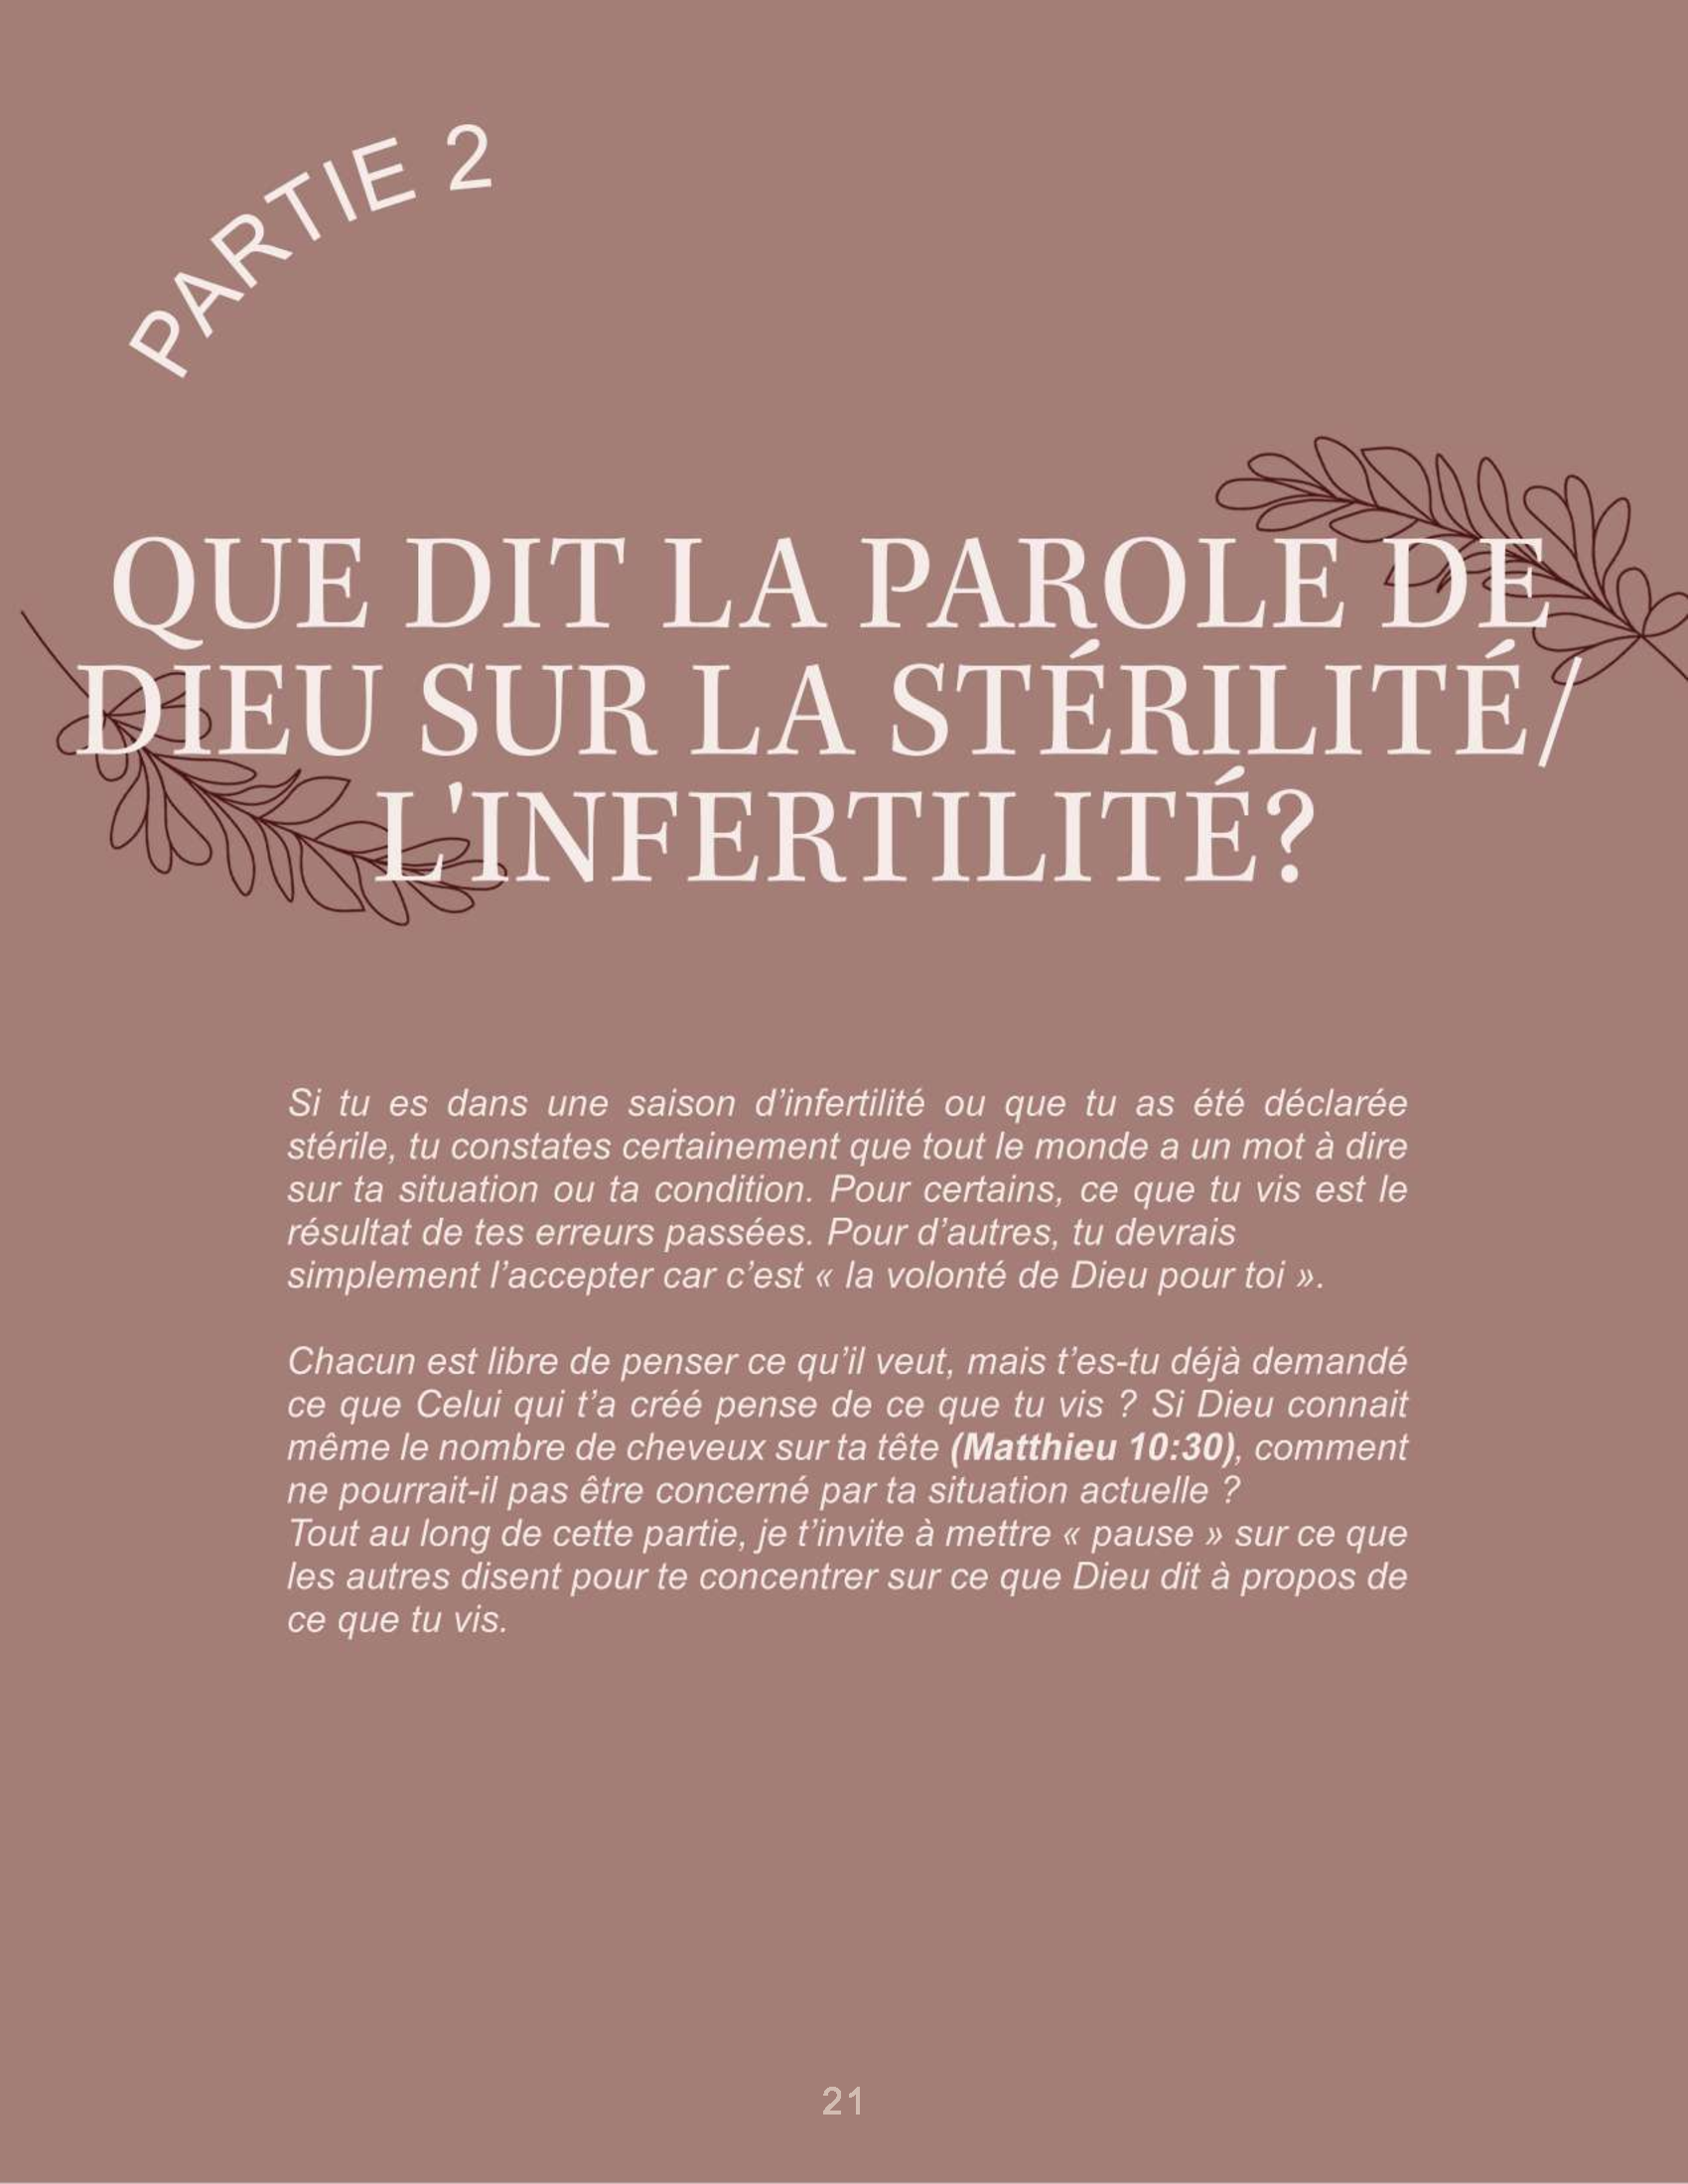 PARTIE 2
QUE DIT LA PAROLE DE
DIEU SUR LA STÉRILITÉ/
L'INFERTILITÉ?
Si tu es dans une saison d’infertilité ou que tu as été déclarée
stérile, tu constates certainement que tout le monde a un mot à dire
sur ta situation ou ta condition. Pour certains, ce que tu vis est le
résultat de tes erreurs passées. Pour d’autres, tu devrais
simplement l’accepter car c’est « la volonté de Dieu pour toi ».
Chacun est libre de penser ce qu’il veut, mais t’es-tu déjà demandé
ce que Celui qui t’a créé pense de ce que tu vis ? Si Dieu connait
même le nombre de cheveux sur ta tête (Matthieu 10:30), comment
ne pourrait-il pas être concerné par ta situation actuelle ?
Tout au long de cette partie, je t’invite à mettre « pause » sur ce que
les autres disent pour te concentrer sur ce que Dieu dit à propos de
ce que tu vis.
21